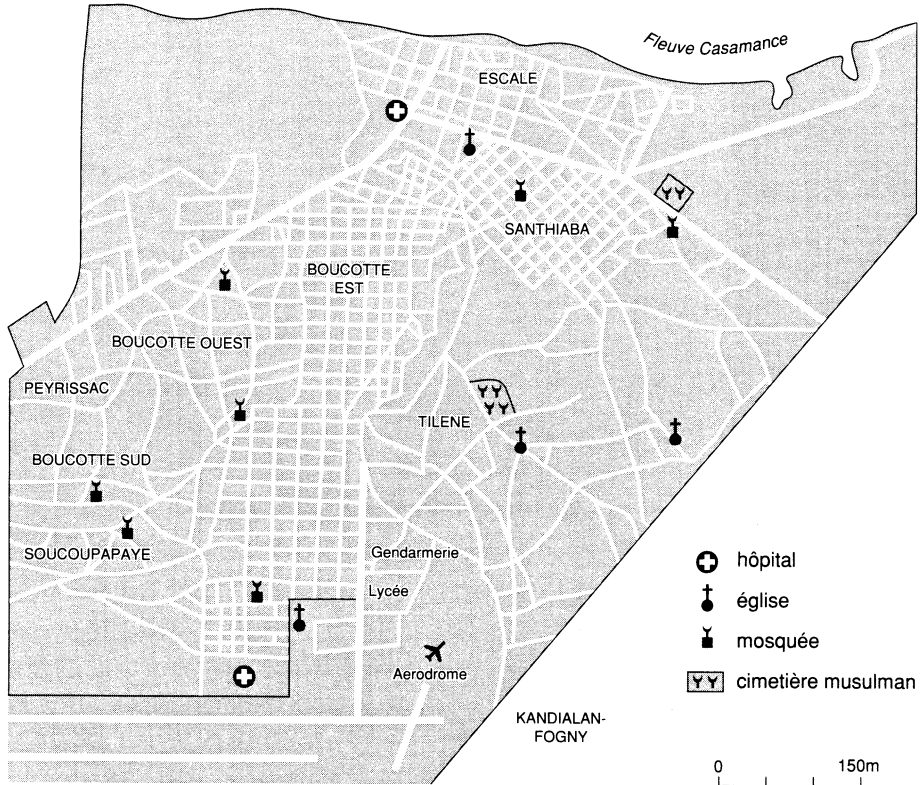 Fleuve Casamance
ESCALE
SANTHIABA
BOUCOTTE
EST
BOUCOTTE OUEST
PEYRISSAC
TILENE
BOUCOTTE SUD
SOUCOUPAPAYE
Gendarmerie
Lycée
Aerodrome
KANDIALAN-
FOGNY
hôpital
église
mosquée
cimetière musulman
0 150m